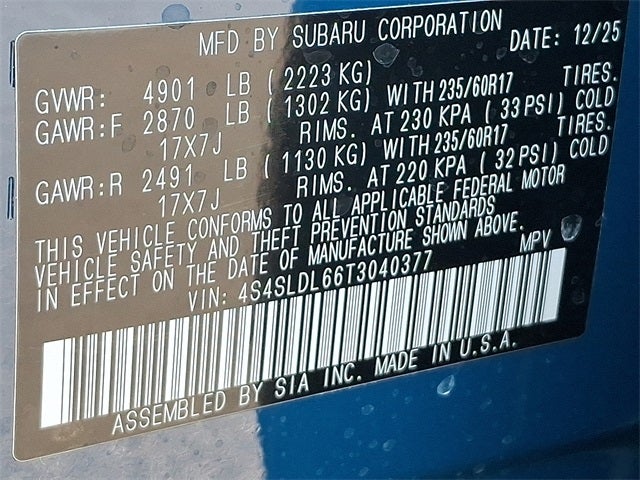 MFD BY SUBARU CORPORATION DATE: 12/25
GVWR: 4901 LB (2223 KG)
GAWR:F 2870 LB (1302 KG) WITH 235/60R17 TIRES.
17X7J RIMS. AT 230 KPA (33 PSI) COLD
GAWR:R 2491 LB (1130 KG) WITH 235/60R17 TIRES.
17X7J RIMS. AT 220 KPA (32 PSI) COLD
THIS VEHICLE CONFORMS TO ALL APPLICABLE FEDERAL MOTOR
VEHICLE SAFETY AND THEFT PREVENTION STANDARDS
IN EFFECT ON THE DATE OF MANUFACTURE SHOWN ABOVE.
VIN: 4S4SLDL66T3040377 MPV
ASSEMBLED BY SIA INC. MADE IN U.S.A.